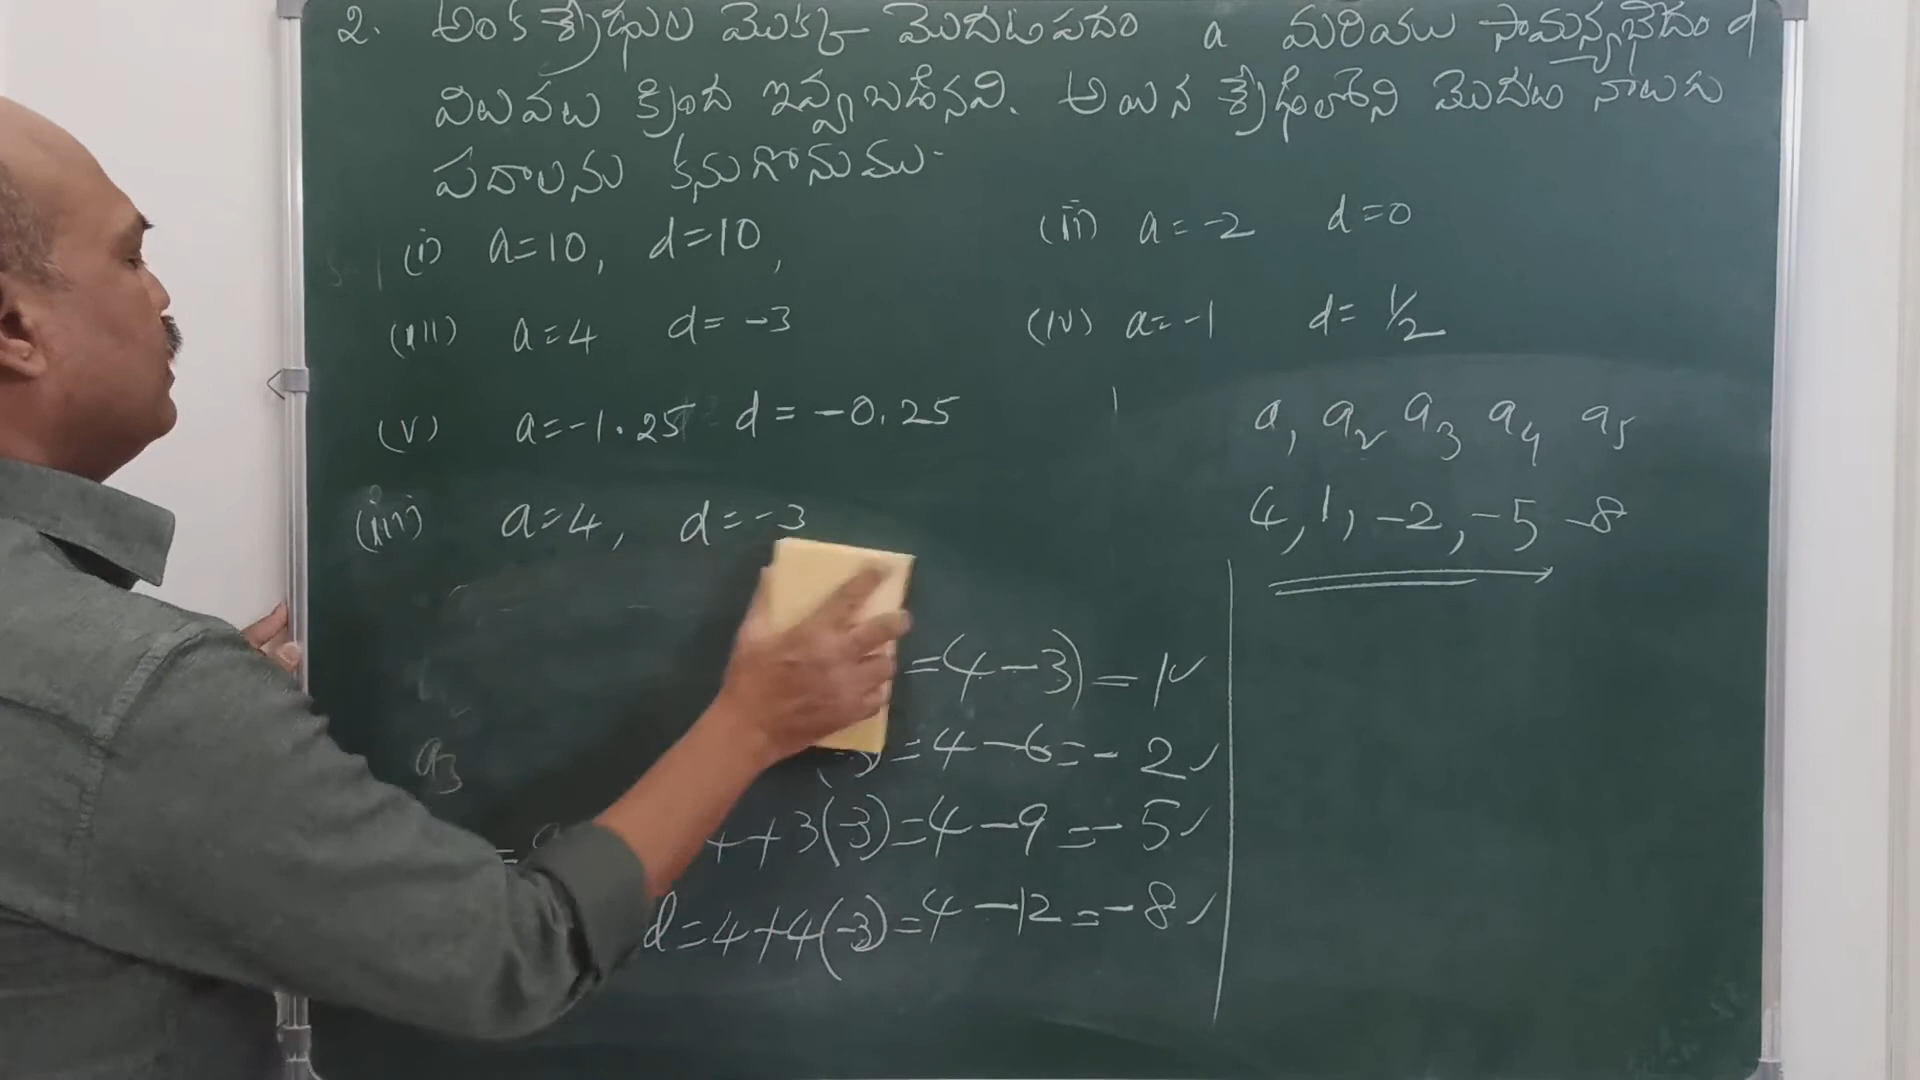 2. అంక శ్రేఢుల మొక్క మొదటపదం a మరియు సామాన్యభేదం d
విలువలు క్రింద ఇవ్వబడినవి. అయిన శ్రేఢులలోని మొదట నాలుగు
పదాలను కనుగొనుము.
(i) a=10, d=10, (ii) a=-2 d=0
(iii) a=4 d=-3 (iv) a=-1 d=1/2
(v) a=-1.25 d=-0.25
a, a2 a3 a4 a5
(iii) a=4, d=-3
4, 1, -2, -5 -8
=(4-3)=1✓
a3 -3)=4-6=-2✓
= +3(-3)=4-9=-5✓
d=4+4(-3)=4-12=-8✓